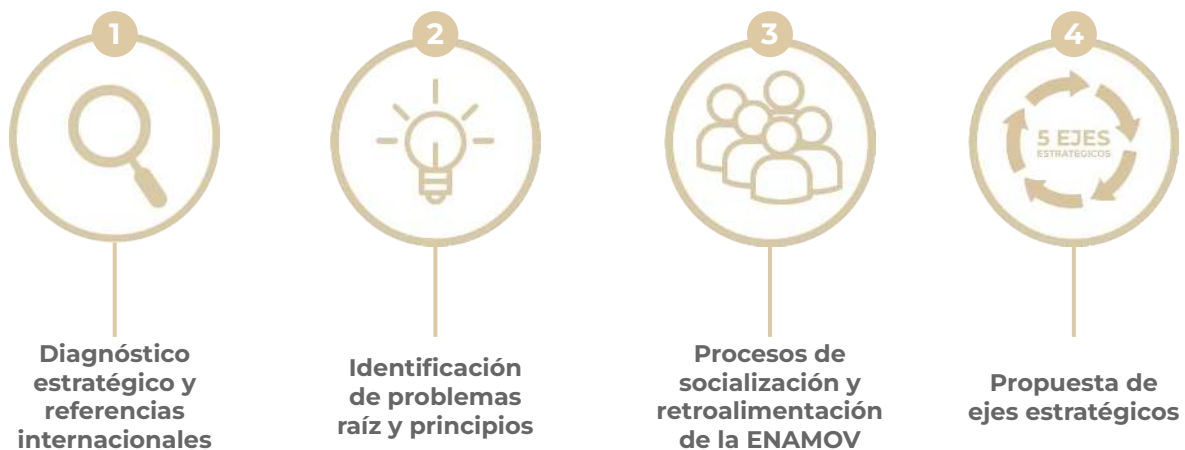 1
2
3
4
5 EJES
ESTRATÉGICOS
Diagnóstico
estratégico y
referencias
internacionales
Identificación
de problemas
raíz y principios
Procesos de
socialización y
retroalimentación
de la ENAMOV
Propuesta de
ejes estratégicos